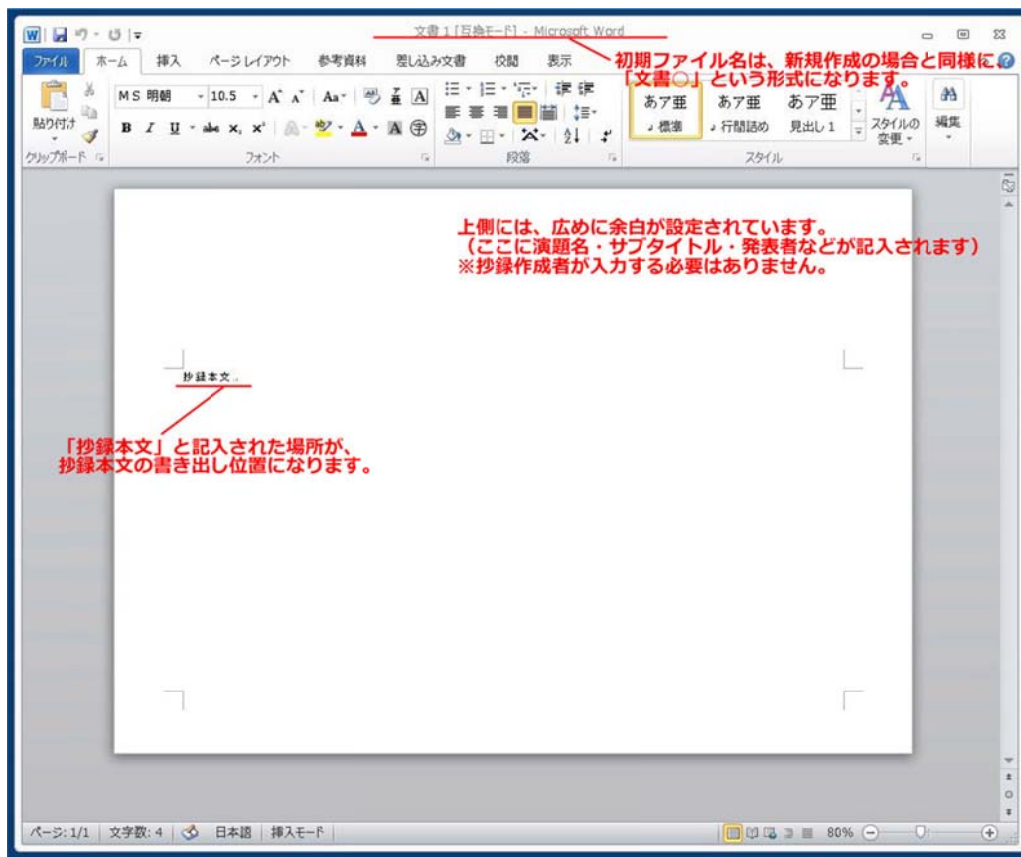 文書 1 [互換モード] - Microsoft Word
ファイル ホーム 挿入 ページ レイアウト 参考資料 差し込み文書 校閲 表示
初期ファイル名は、新規作成の場合と同様に、
「文書○」という形式になります。
貼り付け
クリップボード
ＭＳ 明朝 10.5
フォント
段落
あア亜 あア亜 あア亜
標準 行間詰め 見出し 1
スタイルの
変更
スタイル
編集
上側には、広めに余白が設定されています。
（ここに演題名・サブタイトル・発表者などが記入されます）
※抄録作成者が入力する必要はありません。
抄録本文
「抄録本文」と記入された場所が、
抄録本文の書き出し位置になります。
ページ: 1/1 文字数: 4 日本語 挿入モード 80%